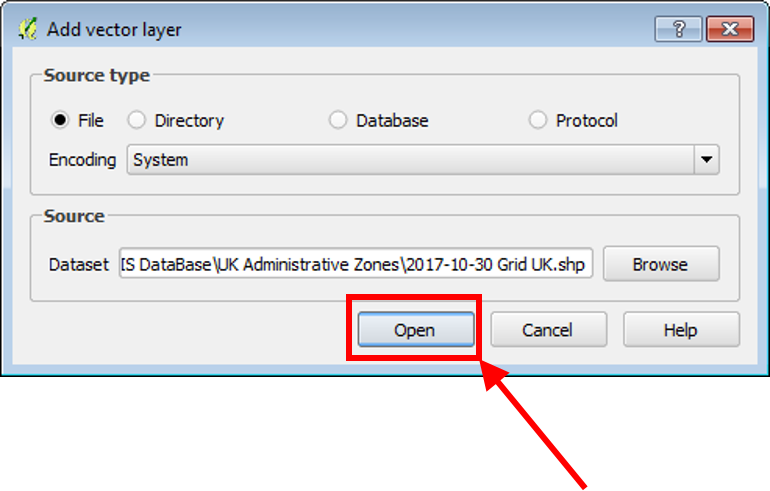 Add vector layer
Source type
File Directory Database Protocol
Encoding System
Source
Dataset IS DataBase\UK Administrative Zones\2017-10-30 Grid UK.shp Browse
Open Cancel Help